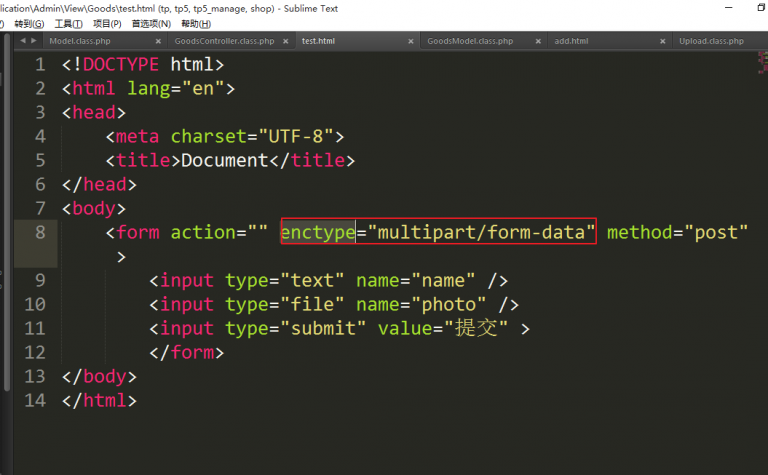 plication\Admin\View\Goods\test.html (tp, tp5, tp5_manage, shop) - Sublime Text
转到(G) 工具(T) 项目(P) 首选项(N) 帮助(H)
Model.class.php × GoodsController.class.php × test.html × GoodsModel.class.php × add.html × Upload.class.php
1 <!DOCTYPE html>
2 <html lang="en">
3 <head>
4 <meta charset="UTF-8">
5 <title>Document</title>
6 </head>
7 <body>
8 <form action="" enctype="multipart/form-data" method="post"
>
9 <input type="text" name="name" />
10 <input type="file" name="photo" />
11 <input type="submit" value="提交" >
12 </form>
13 </body>
14 </html>